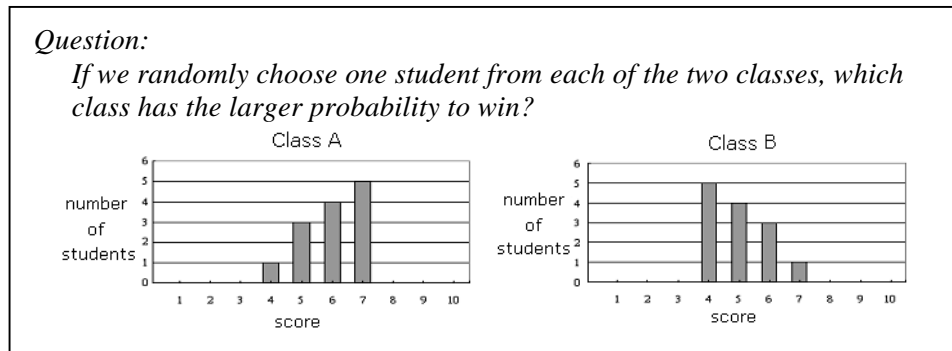 Question:
If we randomly choose one student from each of the two classes, which
class has the larger probability to win?
Class A
6
5
4
3
2
1
0
number
of
students
1 2 3 4 5 6 7 8 9 10
score
Class B
6
5
4
3
2
1
0
number
of
students
1 2 3 4 5 6 7 8 9 10
score